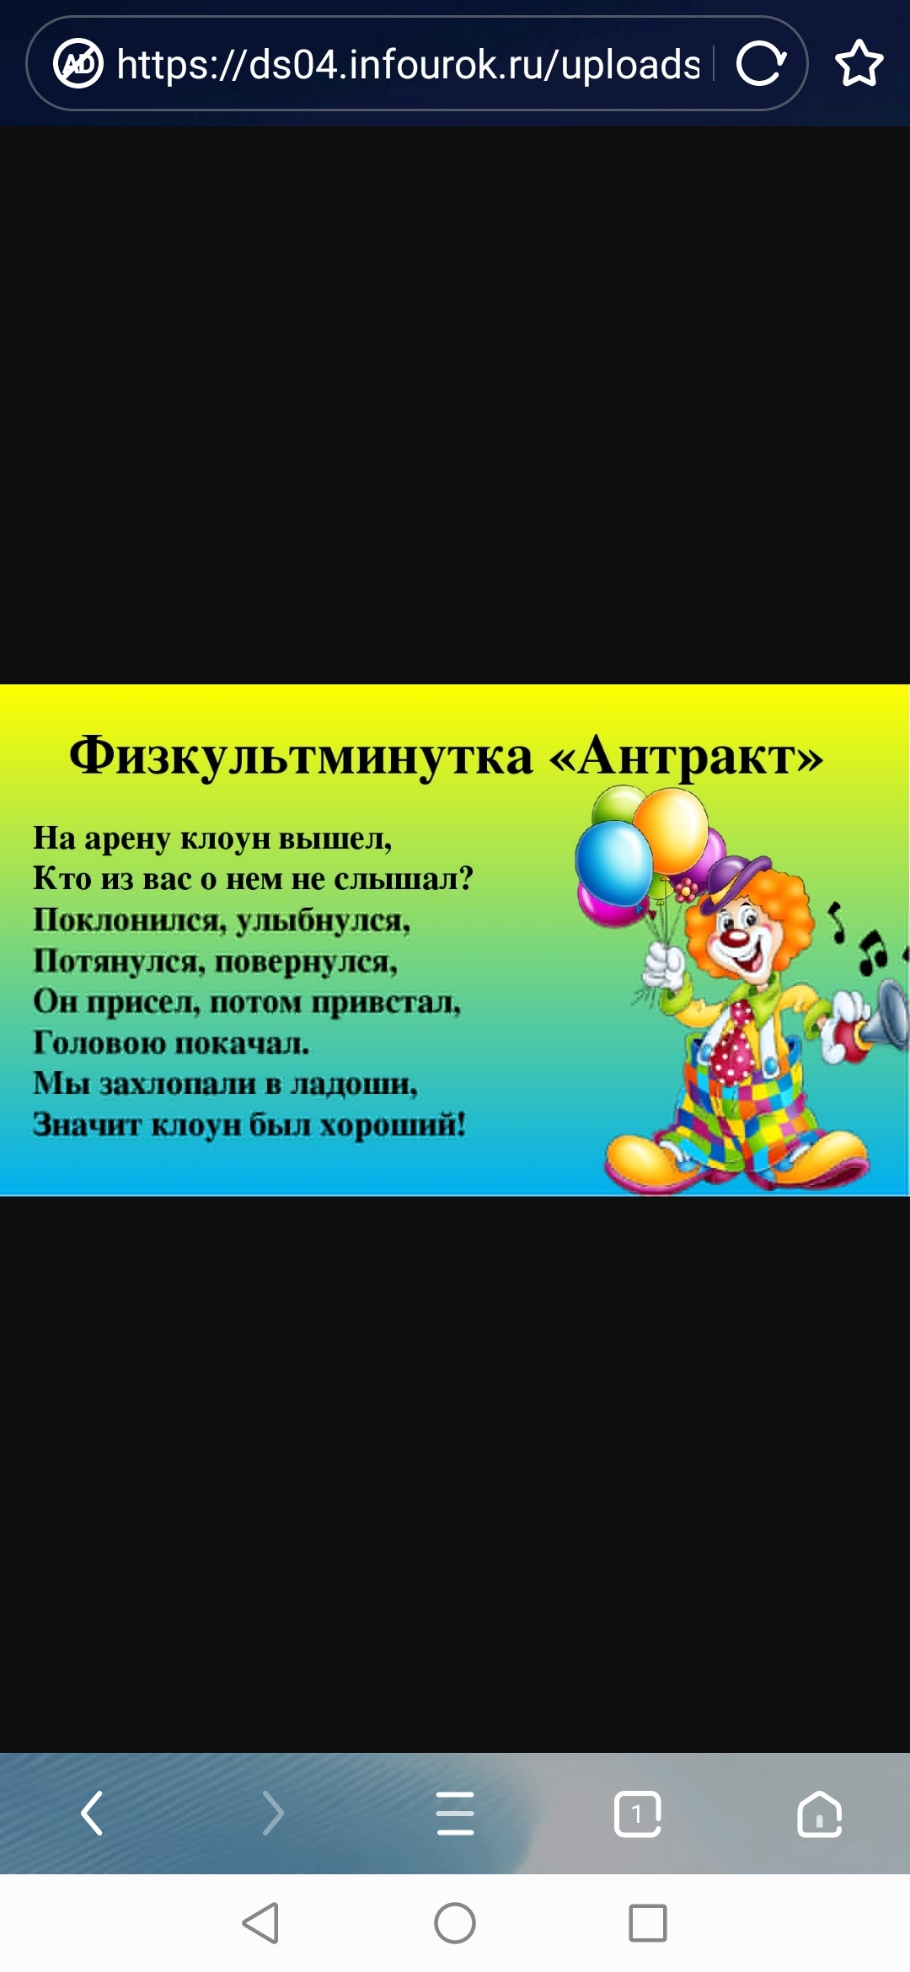 https://ds04.infourok.ru/uploads
Физкультминутка «Антракт»
На арену клоун вышел,
Кто из вас о нем не слышал?
Поклонился, улыбнулся,
Потянулся, повернулся,
Он присел, потом привстал,
Головою покачал.
Мы захлопали в ладоши,
Значит клоун был хороший!
1